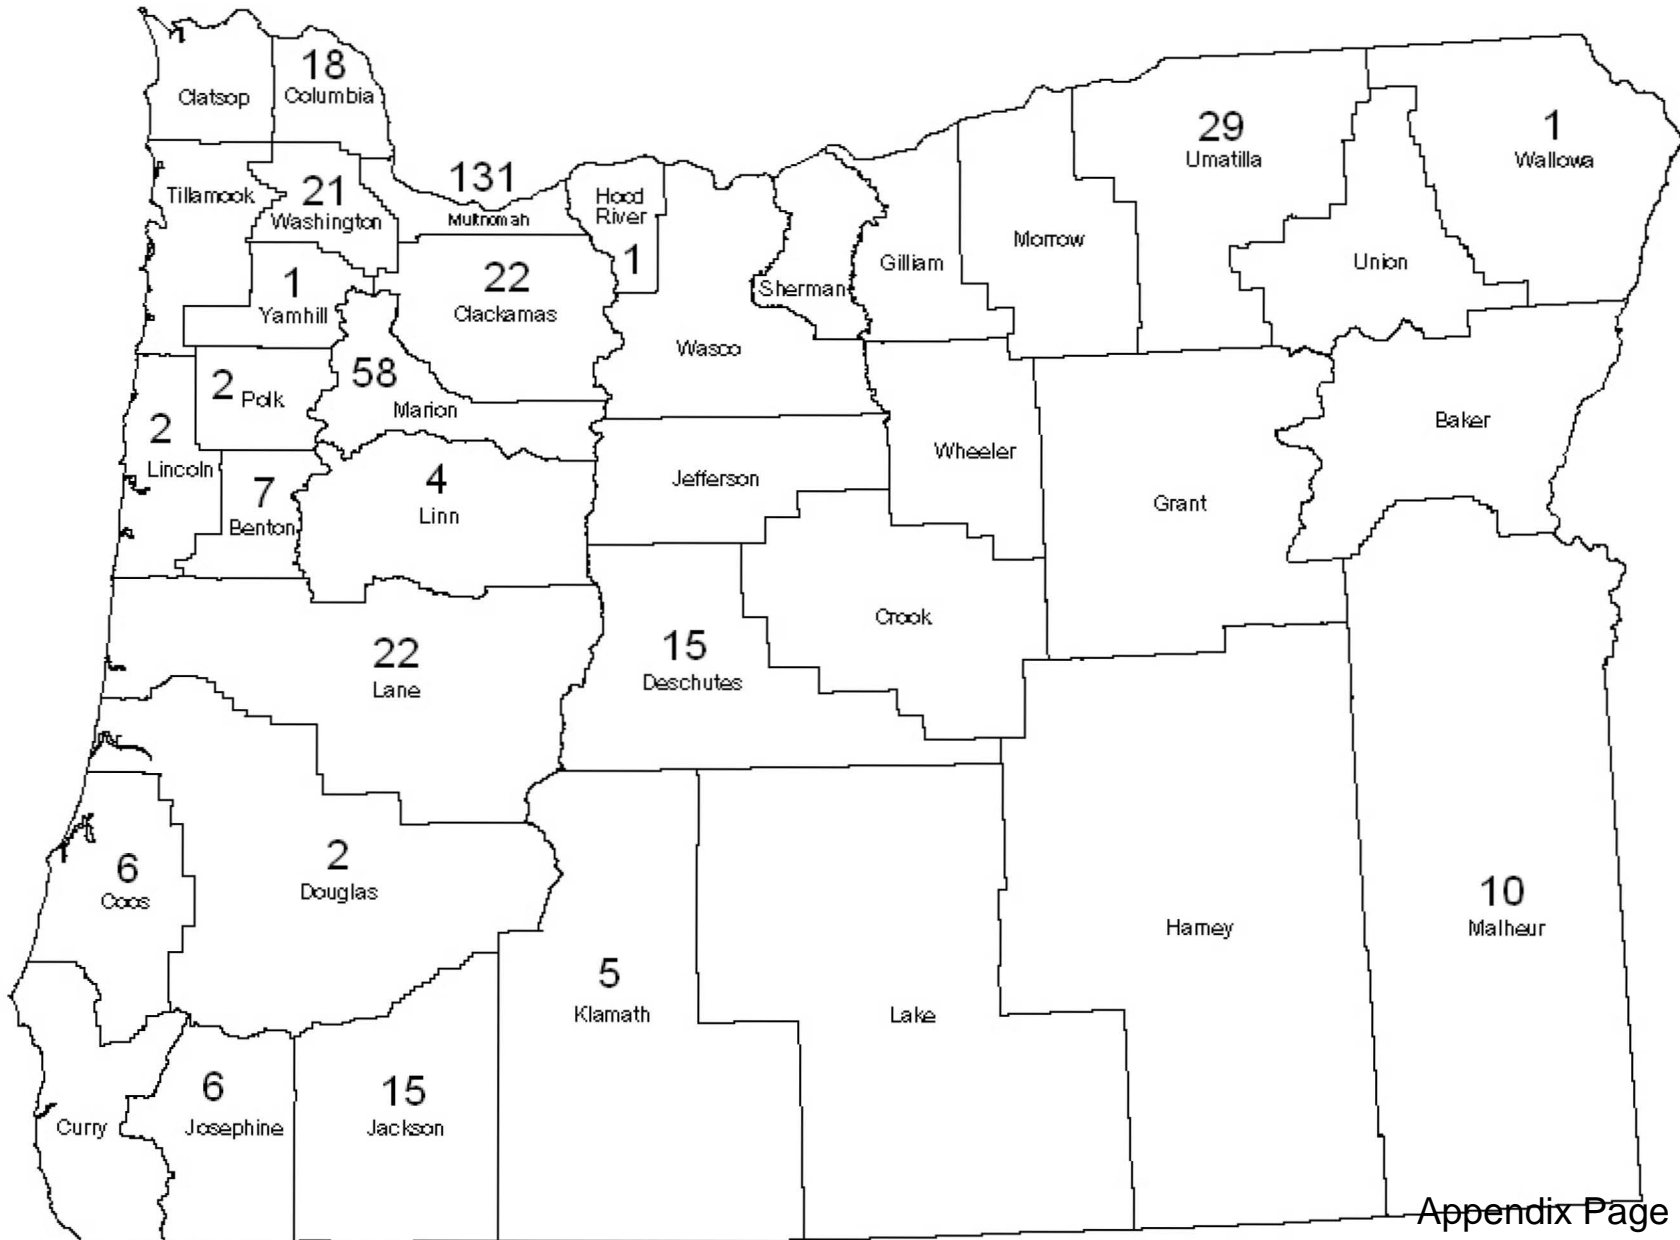 18
Clatsop
Columbia
131
29
1
Umatilla
Wallowa
Tillamook
21
Washington
Multnomah
Hood
River
1
Morrow
Gilliam
Union
1
Yamhill
22
Clackamas
Sherman
Wasco
58
Marion
2 Polk
2
Lincoln
Baker
Wheeler
Jefferson
4
Linn
7
Benton
Grant
Crook
22
Lane
15
Deschutes
6
Coos
2
Douglas
10
Malheur
Harney
5
Klamath
Lake
Curry
6
Josephine
15
Jackson
Appendix Page